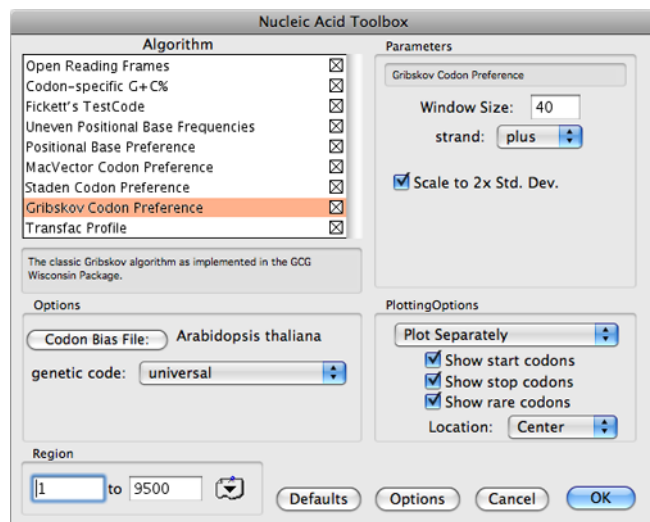 Nucleic Acid Toolbox
Algorithm
Open Reading Frames
Codon-specific G+C%
Fickett's TestCode
Uneven Positional Base Frequencies
Positional Base Preference
MacVector Codon Preference
Staden Codon Preference
Gribskov Codon Preference
Transfac Profile
The classic Gribskov algorithm as implemented in the GCG
Wisconsin Package.
Parameters
Gribskov Codon Preference
Window Size: 40
strand: plus
Scale to 2x Std. Dev.
Options
Codon Bias File: Arabidopsis thaliana
genetic code: universal
PlottingOptions
Plot Separately
Show start codons
Show stop codons
Show rare codons
Location: Center
Region
1 to 9500
Defaults Options Cancel OK